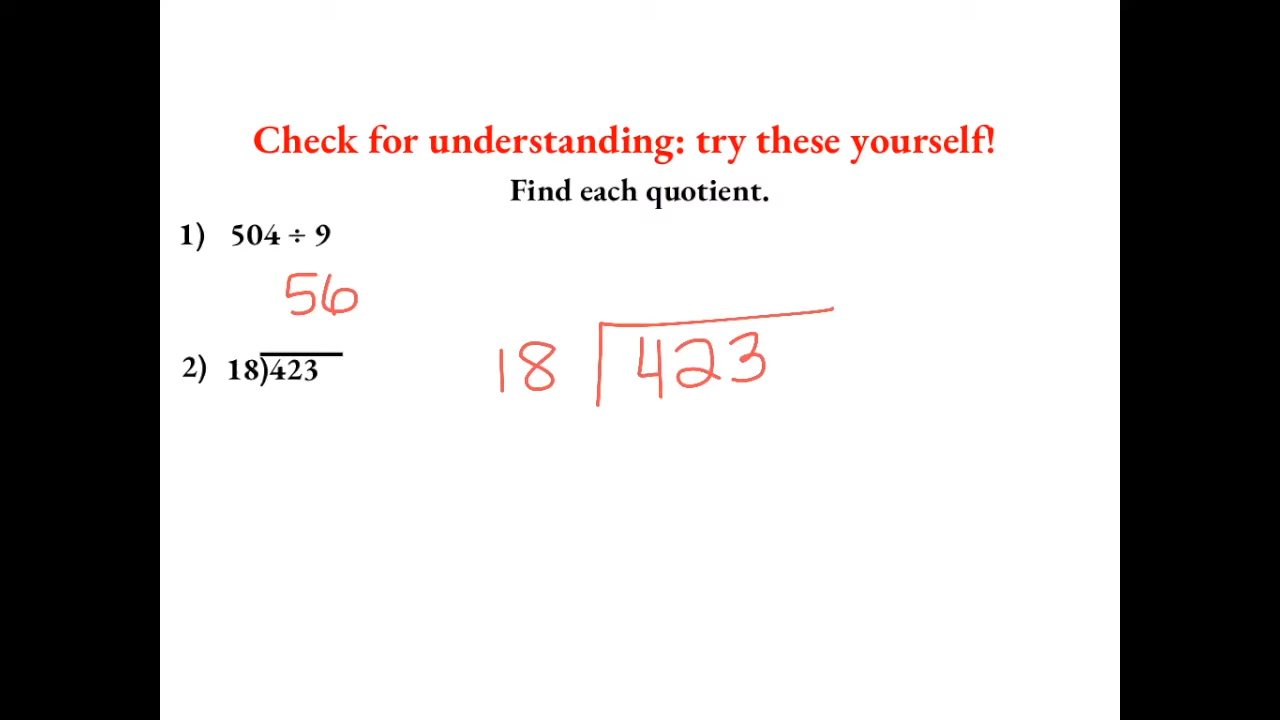 Check for understanding: try these yourself!
Find each quotient.
1) 504 ÷ 9
56
2) 18)423
18 423